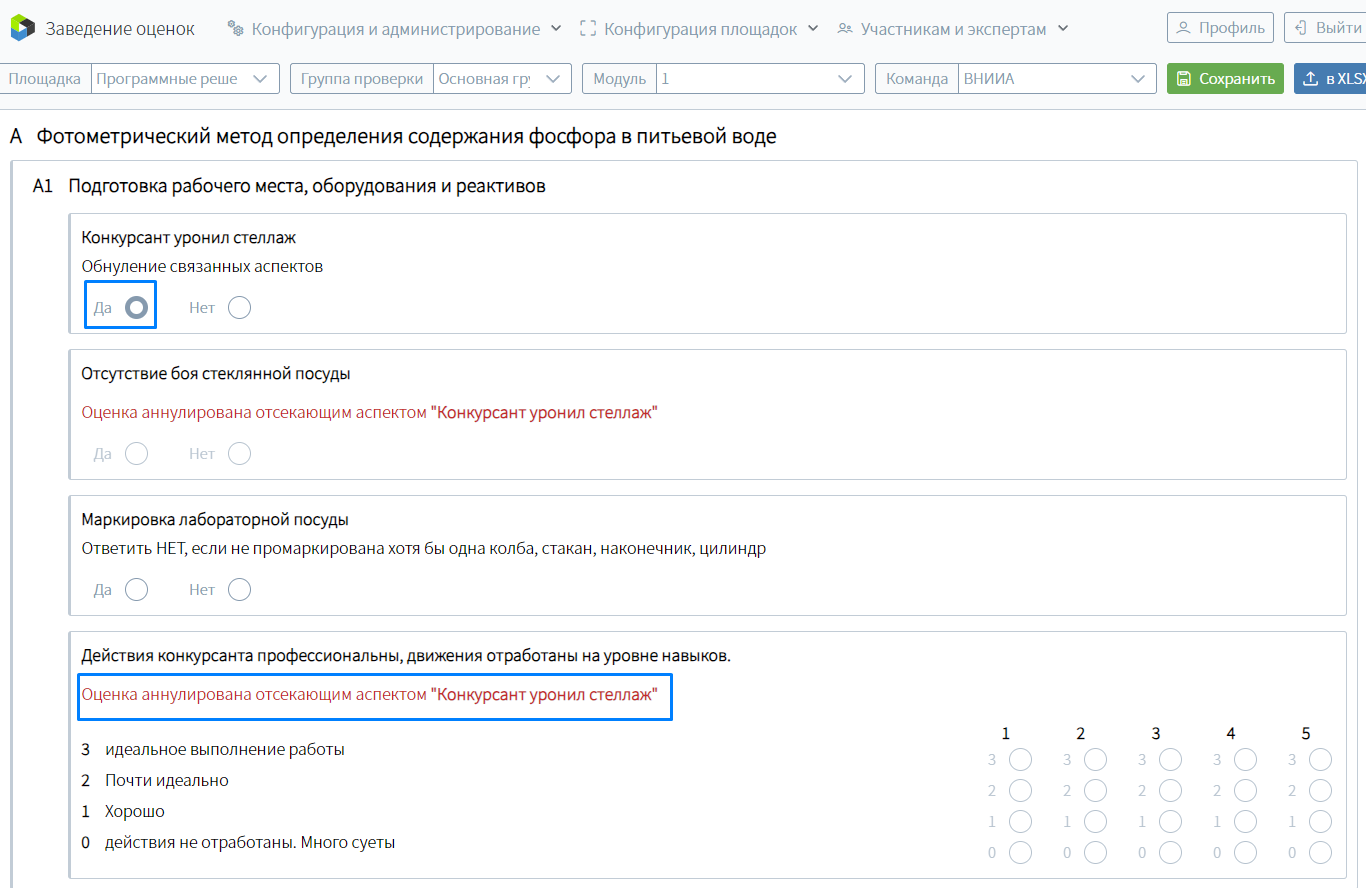 Заведение оценок Конфигурация и администрирование Конфигурация площадок Участникам и экспертам Профиль Выйти
Площадка Программные реше Группа проверки Основная гру Модуль 1 Команда ВНИИА Сохранить в XLSX
A Фотометрический метод определения содержания фосфора в питьевой воде
A1 Подготовка рабочего места, оборудования и реактивов
Конкурсант уронил стеллаж
Обнуление связанных аспектов
Да Нет
Отсутствие боя стеклянной посуды
Оценка аннулирована отсекающим аспектом "Конкурсант уронил стеллаж"
Да Нет
Маркировка лабораторной посуды
Ответить НЕТ, если не промаркирована хотя бы одна колба, стакан, наконечник, цилиндр
Да Нет
Действия конкурсанта профессиональны, движения отработаны на уровне навыков.
Оценка аннулирована отсекающим аспектом "Конкурсант уронил стеллаж"
1 2 3 4 5
3 идеальное выполнение работы 3 3 3 3 3
2 Почти идеально 2 2 2 2 2
1 Хорошо 1 1 1 1 1
0 действия не отработаны. Много суеты 0 0 0 0 0